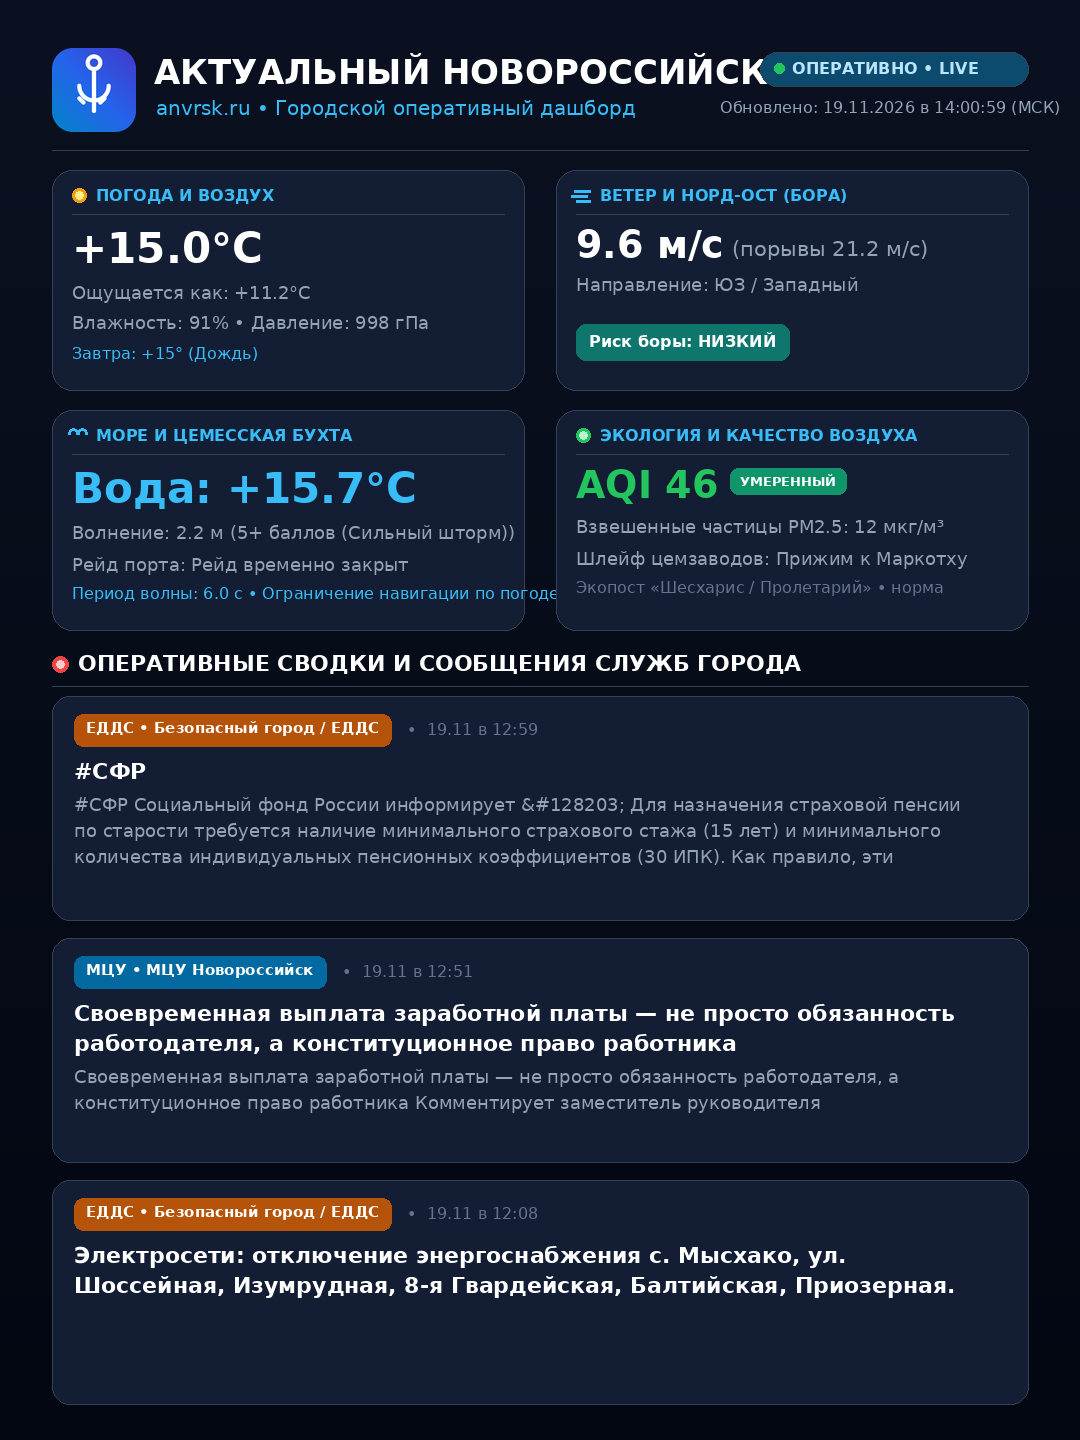 АКТУАЛЬНЫЙ НОВОРОССИЙСК
ОПЕРАТИВНО • LIVE
anvrsk.ru • Городской оперативный дашборд
Обновлено: 19.11.2026 в 14:00:59 (МСК)
ПОГОДА И ВОЗДУХ
+15.0°C
Ощущается как: +11.2°C
Влажность: 91% • Давление: 998 гПа
Завтра: +15° (Дождь)
ВЕТЕР И НОРД-ОСТ (БОРА)
9.6 м/с (порывы 21.2 м/с)
Направление: ЮЗ / Западный
Риск боры: НИЗКИЙ
МОРЕ И ЦЕМЕССКАЯ БУХТА
Вода: +15.7°C
Волнение: 2.2 м (5+ баллов (Сильный шторм))
Рейд порта: Рейд временно закрыт
Период волны: 6.0 с • Ограничение навигации по погоде
ЭКОЛОГИЯ И КАЧЕСТВО ВОЗДУХА
AQI 46 УМЕРЕННЫЙ
Взвешенные частицы PM2.5: 12 мкг/м³
Шлейф цемзаводов: Прижим к Маркотху
Экопост «Шесхарис / Пролетарий» • норма
ОПЕРАТИВНЫЕ СВОДКИ И СООБЩЕНИЯ СЛУЖБ ГОРОДА
ЕДДС • Безопасный город / ЕДДС • 19.11 в 12:59
#СФР
#СФР Социальный фонд России информирует &#128203; Для назначения страховой пенсии
по старости требуется наличие минимального страхового стажа (15 лет) и минимального
количества индивидуальных пенсионных коэффициентов (30 ИПК). Как правило, эти
МЦУ • МЦУ Новороссийск • 19.11 в 12:51
Своевременная выплата заработной платы — не просто обязанность
работодателя, а конституционное право работника
Своевременная выплата заработной платы — не просто обязанность работодателя, а
конституционное право работника Комментирует заместитель руководителя
ЕДДС • Безопасный город / ЕДДС • 19.11 в 12:08
Электросети: отключение энергоснабжения с. Мысхако, ул.
Шоссейная, Изумрудная, 8-я Гвардейская, Балтийская, Приозерная.